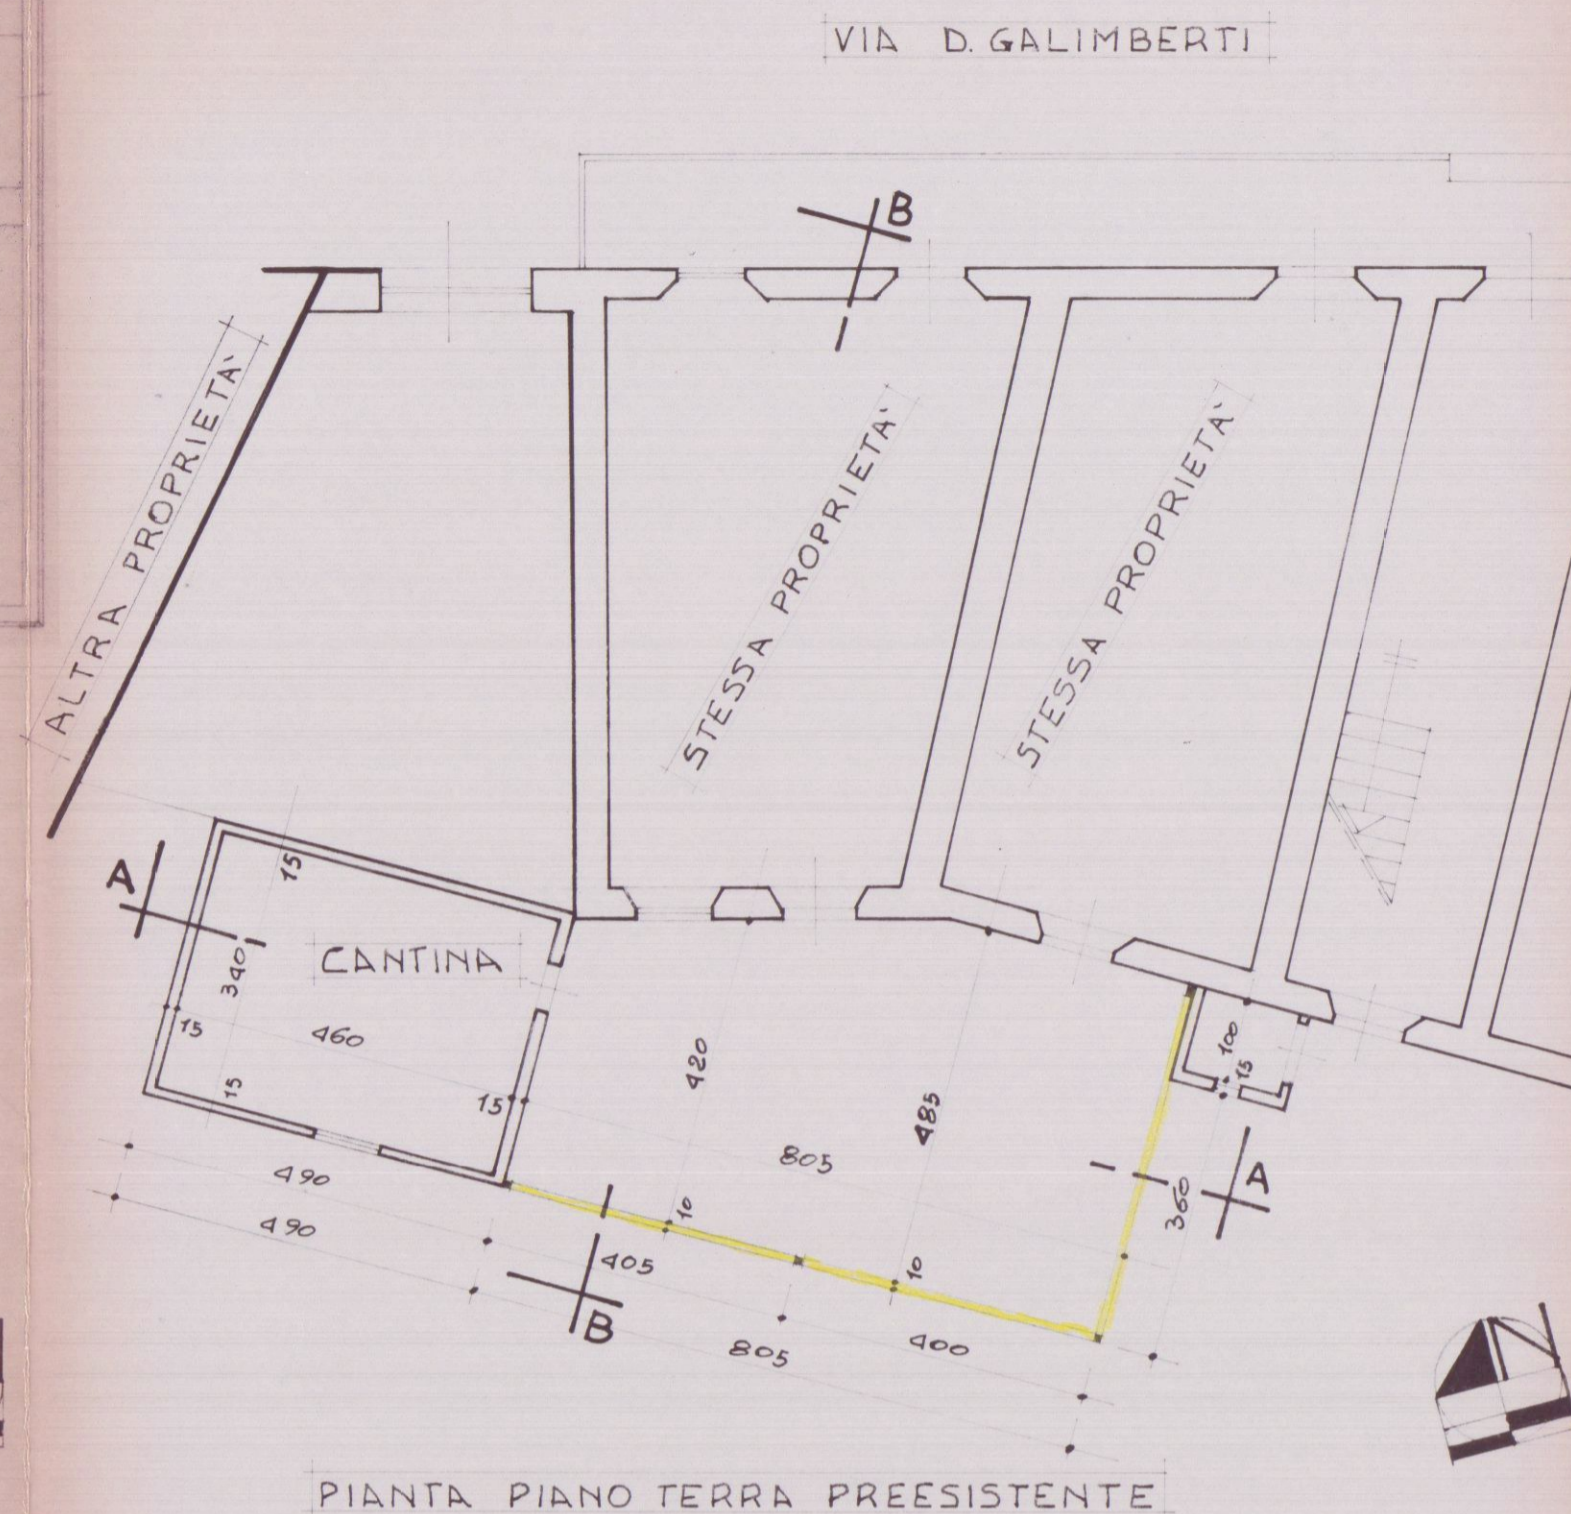 VIA D. GALIMBERTI
B
ALTRA PROPRIETA`
STESSA PROPRIETA`
STESSA PROPRIETA`
A
15
340
CANTINA
15
460
15
15
420
485
805
100
15
360
A
490
490
10
405
10
B
805
400
PIANTA PIANO TERRA PREESISTENTE